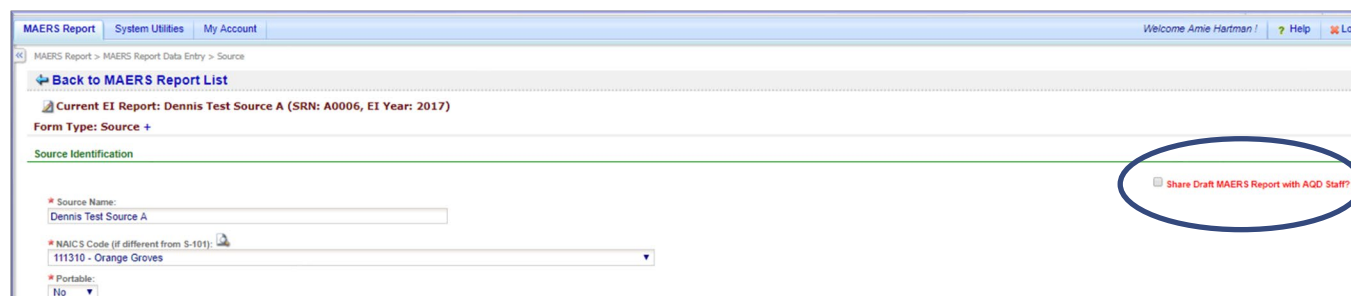 MAERS Report System Utilities My Account Welcome Amie Hartman ! ? Help
MAERS Report > MAERS Report Data Entry > Source
Back to MAERS Report List
Current EI Report: Dennis Test Source A (SRN: A0006, EI Year: 2017)
Form Type: Source +
Source Identification
Share Draft MAERS Report with AQD Staff?
* Source Name:
Dennis Test Source A
* NAICS Code (if different from S-101):
111310 - Orange Groves
* Portable:
No